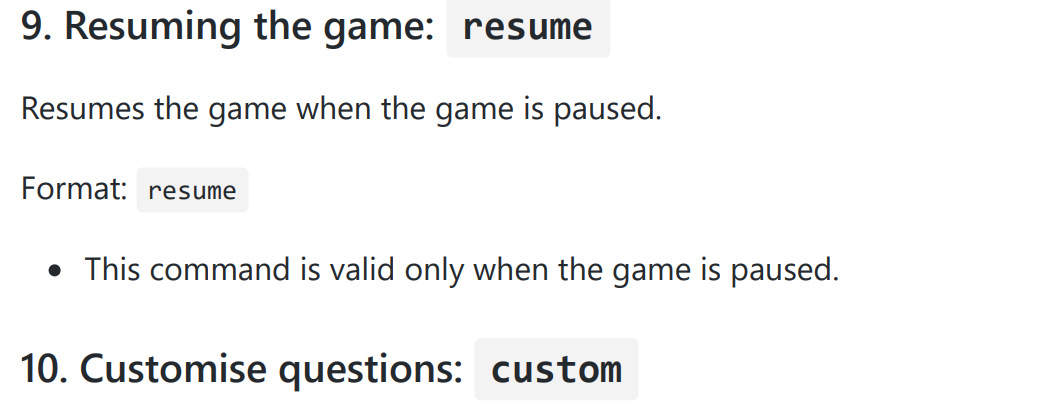 9. Resuming the game: resume
Resumes the game when the game is paused.
Format: resume
• This command is valid only when the game is paused.
10. Customise questions: custom